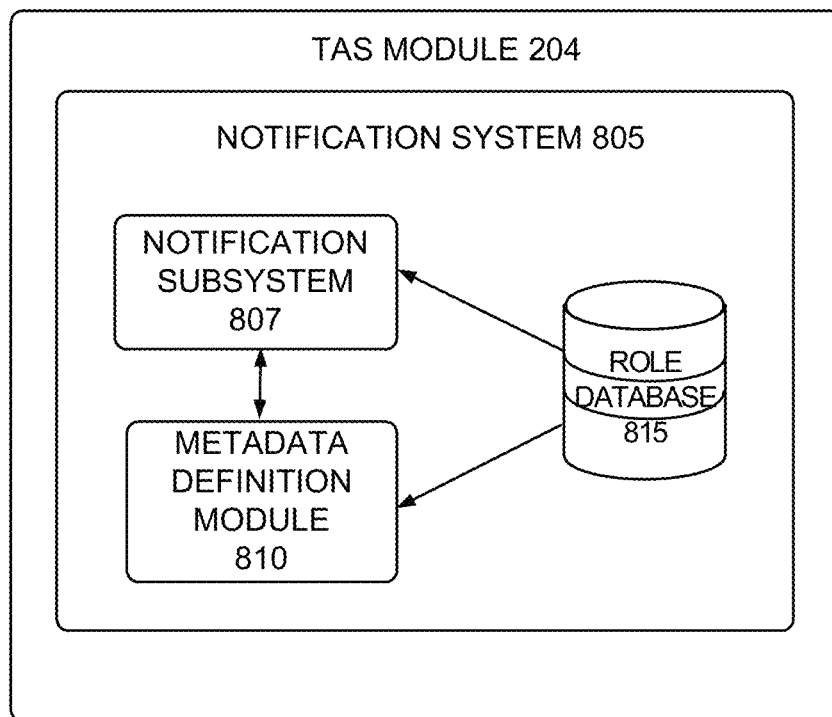 TAS MODULE 204
NOTIFICATION SYSTEM 805
NOTIFICATION
SUBSYSTEM
807
METADATA
DEFINITION
MODULE
810
ROLE
DATABASE
815